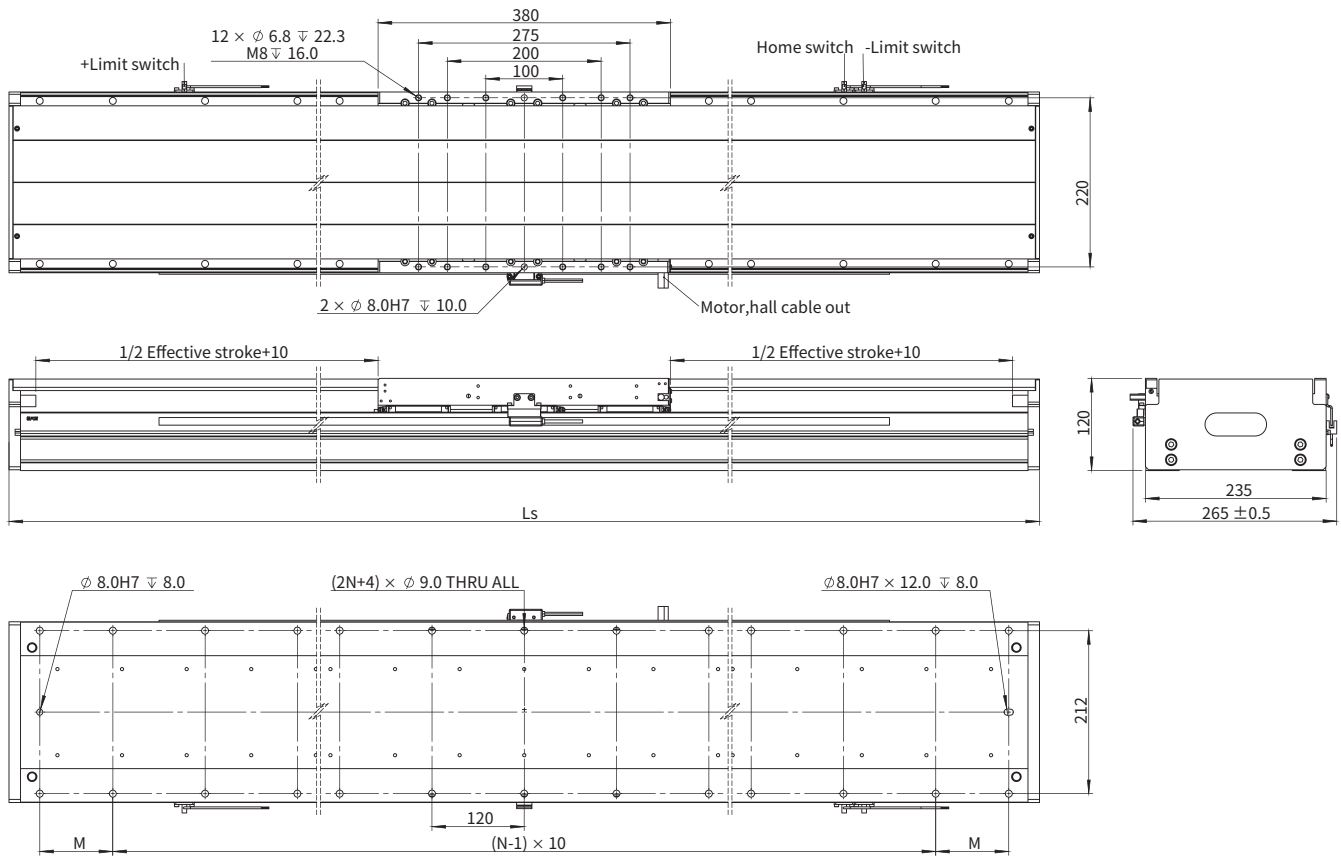 380
12 × ϕ 6.8 ↧ 22.3
275
M8 ↧ 16.0
200
Home switch
-Limit switch
+Limit switch
100
220
2 × ϕ 8.0H7 ↧ 10.0
Motor,hall cable out
1/2 Effective stroke+10
1/2 Effective stroke+10
120
235
Ls
265 ±0.5
ϕ 8.0H7 ↧ 8.0
(2N+4) × ϕ 9.0 THRU ALL
ϕ8.0H7 × 12.0 ↧ 8.0
212
120
M
(N-1) × 10
M